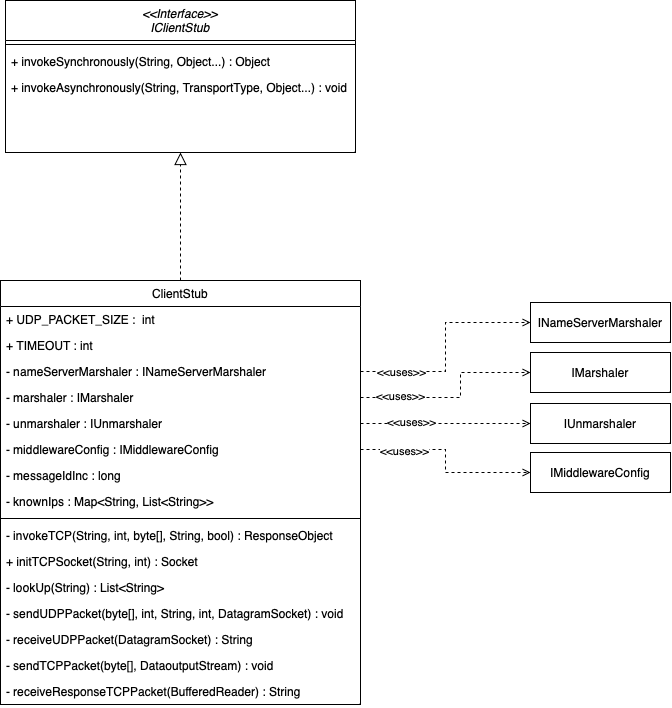 <<Interface>>
IClientStub
+ invokeSynchronously(String, Object...) : Object
+ invokeAsynchronously(String, TransportType, Object...) : void
ClientStub
+ UDP_PACKET_SIZE :  int
+ TIMEOUT : int
- nameServerMarshaler : INameServerMarshaler
- marshaler : IMarshaler
- unmarshaler : IUnmarshaler
- middlewareConfig : IMiddlewareConfig
- messageIdInc : long
- knownIps : Map<String, List<String>>
- invokeTCP(String, int, byte[], String, bool) : ResponseObject
+ initTCPSocket(String, int) : Socket
- lookUp(String) : List<String>
- sendUDPPacket(byte[], int, String, int, DatagramSocket) : void
- receiveUDPPacket(DatagramSocket) : String
- sendTCPPacket(byte[], DataoutputStream) : void
- receiveResponseTCPPacket(BufferedReader) : String
<<uses>>
<<uses>>
<<uses>>
<<uses>>
INameServerMarshaler
IMarshaler
IUnmarshaler
IMiddlewareConfig